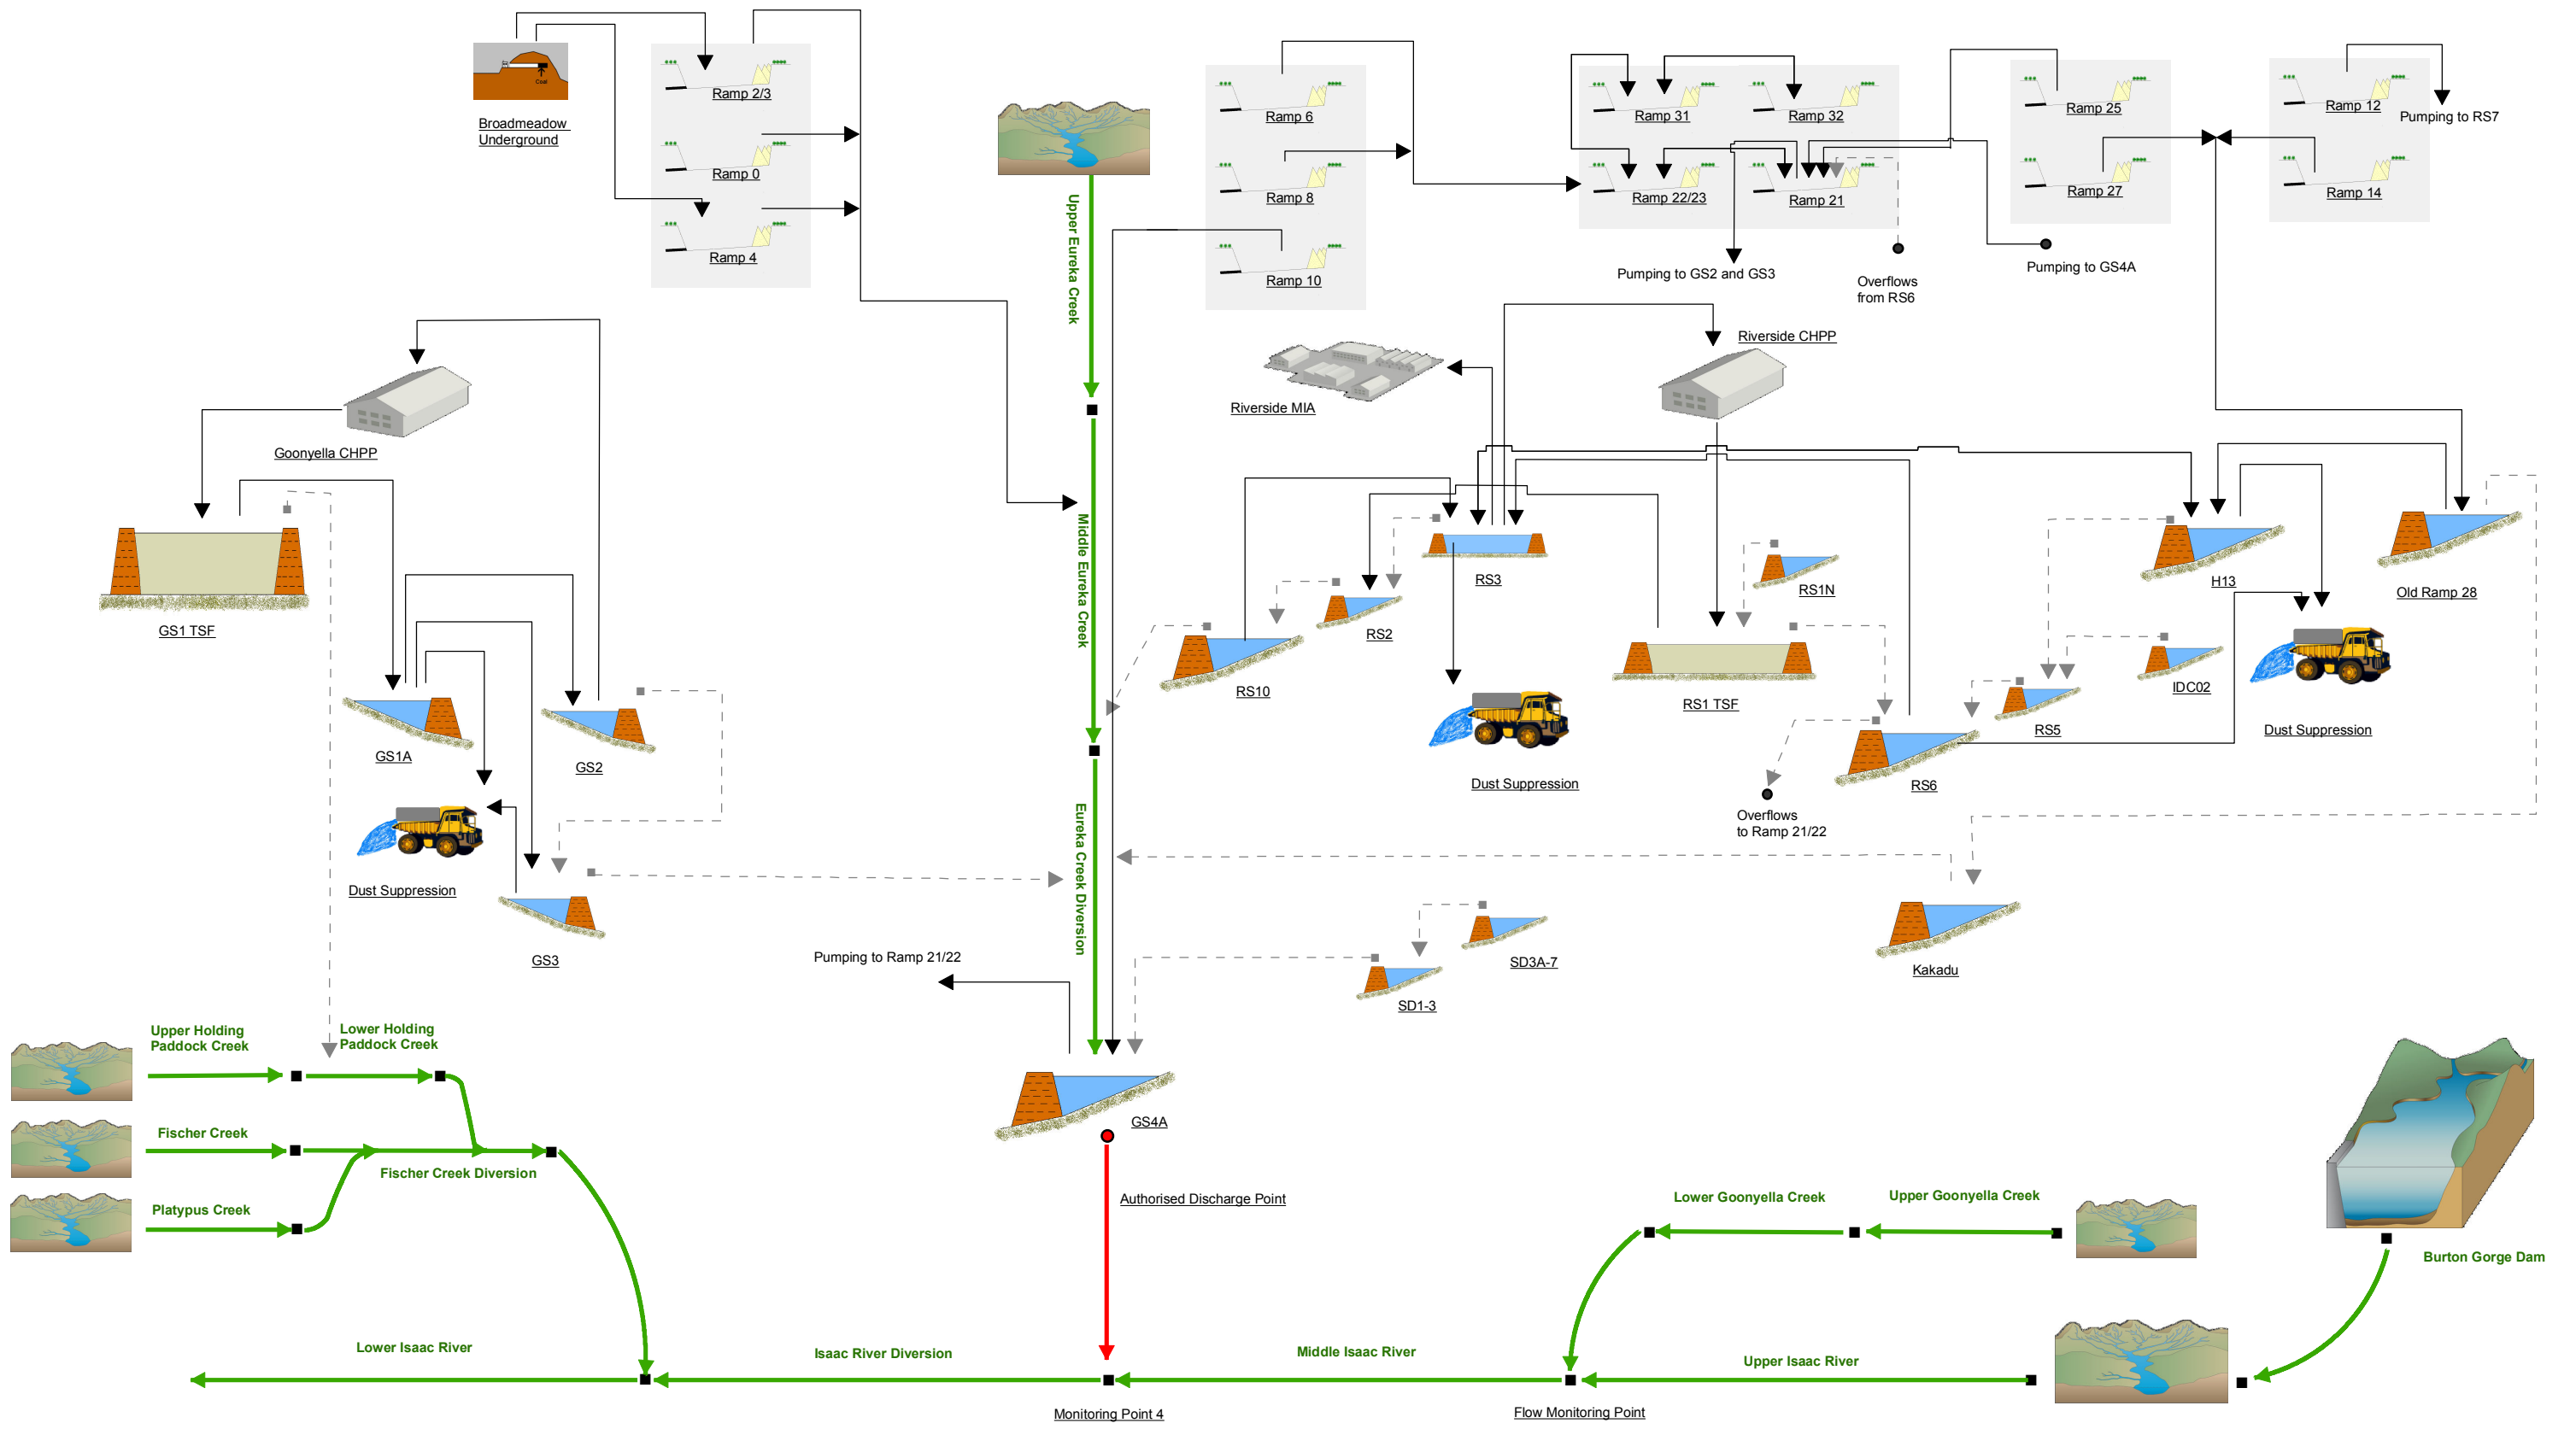 Broadmeadow
Underground
Coal
Ramp 2/3
Ramp 0
Ramp 4
Upper Eureka Creek
Ramp 6
Ramp 8
Ramp 10
Ramp 31
Ramp 32
Ramp 22/23
Ramp 21
Pumping to GS2 and GS3
Overflows
from RS6
Ramp 25
Ramp 27
Pumping to GS4A
Ramp 12
Pumping to RS7
Ramp 14
Goonyella CHPP
Riverside MIA
Riverside CHPP
Middle Eureka Creek
GS1 TSF
GS1A
GS2
Dust Suppression
GS3
RS3
RS2
RS10
RS1N
RS1 TSF
Dust Suppression
H13
Old Ramp 28
IDC02
RS5
RS6
Dust Suppression
Overflows
to Ramp 21/22
Eureka Creek Diversion
Pumping to Ramp 21/22
SD3A-7
SD1-3
Kakadu
GS4A
Upper Holding
Paddock Creek
Lower Holding
Paddock Creek
Fischer Creek
Fischer Creek Diversion
Platypus Creek
Authorised Discharge Point
Lower Goonyella Creek
Upper Goonyella Creek
Burton Gorge Dam
Lower Isaac River
Isaac River Diversion
Middle Isaac River
Upper Isaac River
Monitoring Point 4
Flow Monitoring Point